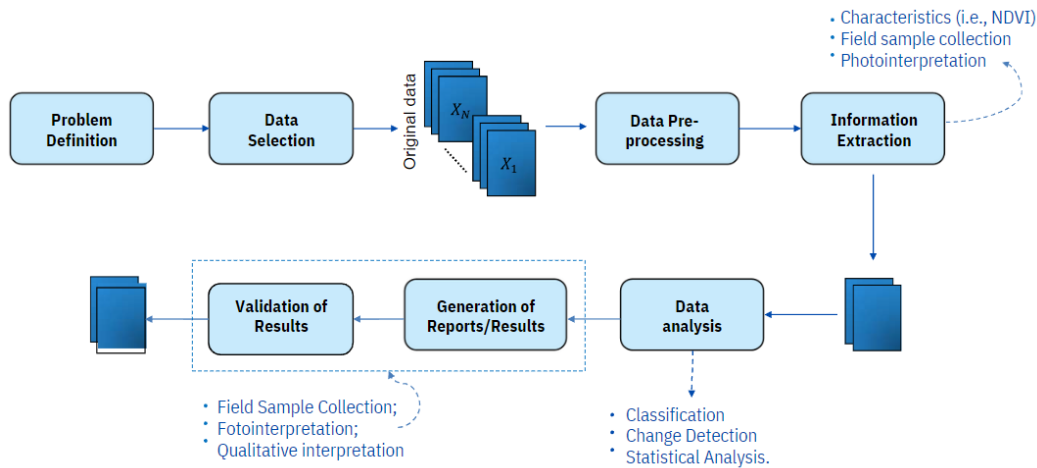 • Characteristics (i.e., NDVI)
• Field sample collection
• Photointerpretation
Problem
Definition
Data
Selection
Original data
X_N
X_1
Data Pre-
processing
Information
Extraction
Validation of
Results
Generation of
Reports/Results
Data
analysis
• Field Sample Collection;
• Fotointerpretation;
• Qualitative interpretation
• Classification
• Change Detection
• Statistical Analysis.